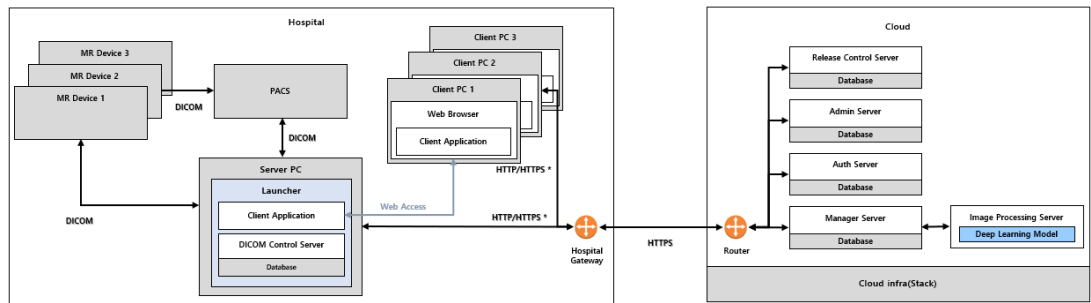 Hospital
MR Device 3
MR Device 2
MR Device 1
DICOM
PACS
DICOM
DICOM
Client PC 3
Client PC 2
Client PC 1
Web Browser
Client Application
HTTP/HTTPS *
Server PC
Launcher
Client Application
DICOM Control Server
Database
Web Access
HTTP/HTTPS *
Hospital
Gateway
HTTPS
Cloud
Router
Release Control Server
Database
Admin Server
Database
Auth Server
Database
Manager Server
Database
Image Processing Server
Deep Learning Model
Cloud infra(Stack)